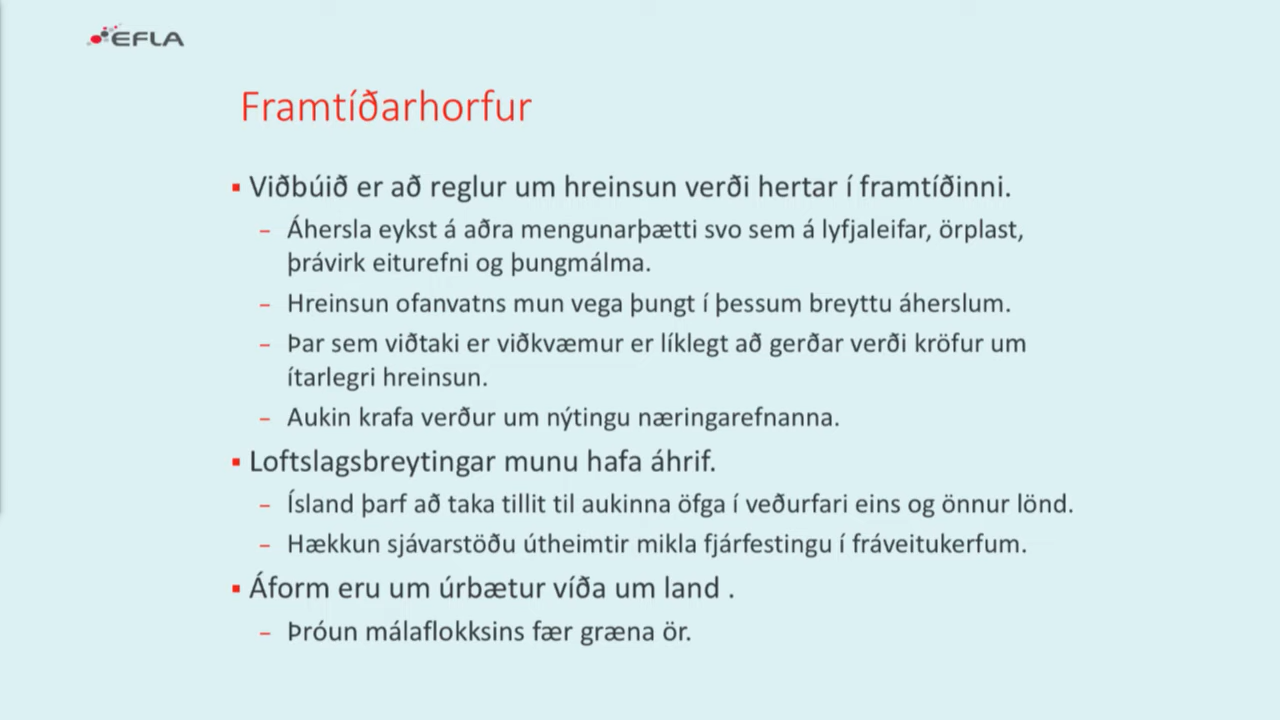 EFLA
Framtíðarhorfur
▪ Viðbúið er að reglur um hreinsun verði hertar í framtíðinni.
– Áhersla eykst á aðra mengunarþætti svo sem á lyfjaleifar, örplast,
þrávirk eiturefni og þungmálma.
– Hreinsun ofanvatns mun vega þungt í þessum breyttu áherslum.
– Þar sem viðtaki er viðkvæmur er líklegt að gerðar verði kröfur um
ítarlegri hreinsun.
– Aukin krafa verður um nýtingu næringarefnanna.
▪ Loftslagsbreytingar munu hafa áhrif.
– Ísland þarf að taka tillit til aukinna öfga í veðurfari eins og önnur lönd.
– Hækkun sjávarstöðu útheimtir mikla fjárfestingu í fráveitukerfum.
▪ Áform eru um úrbætur víða um land .
– Þróun málaflokksins fær græna ör.